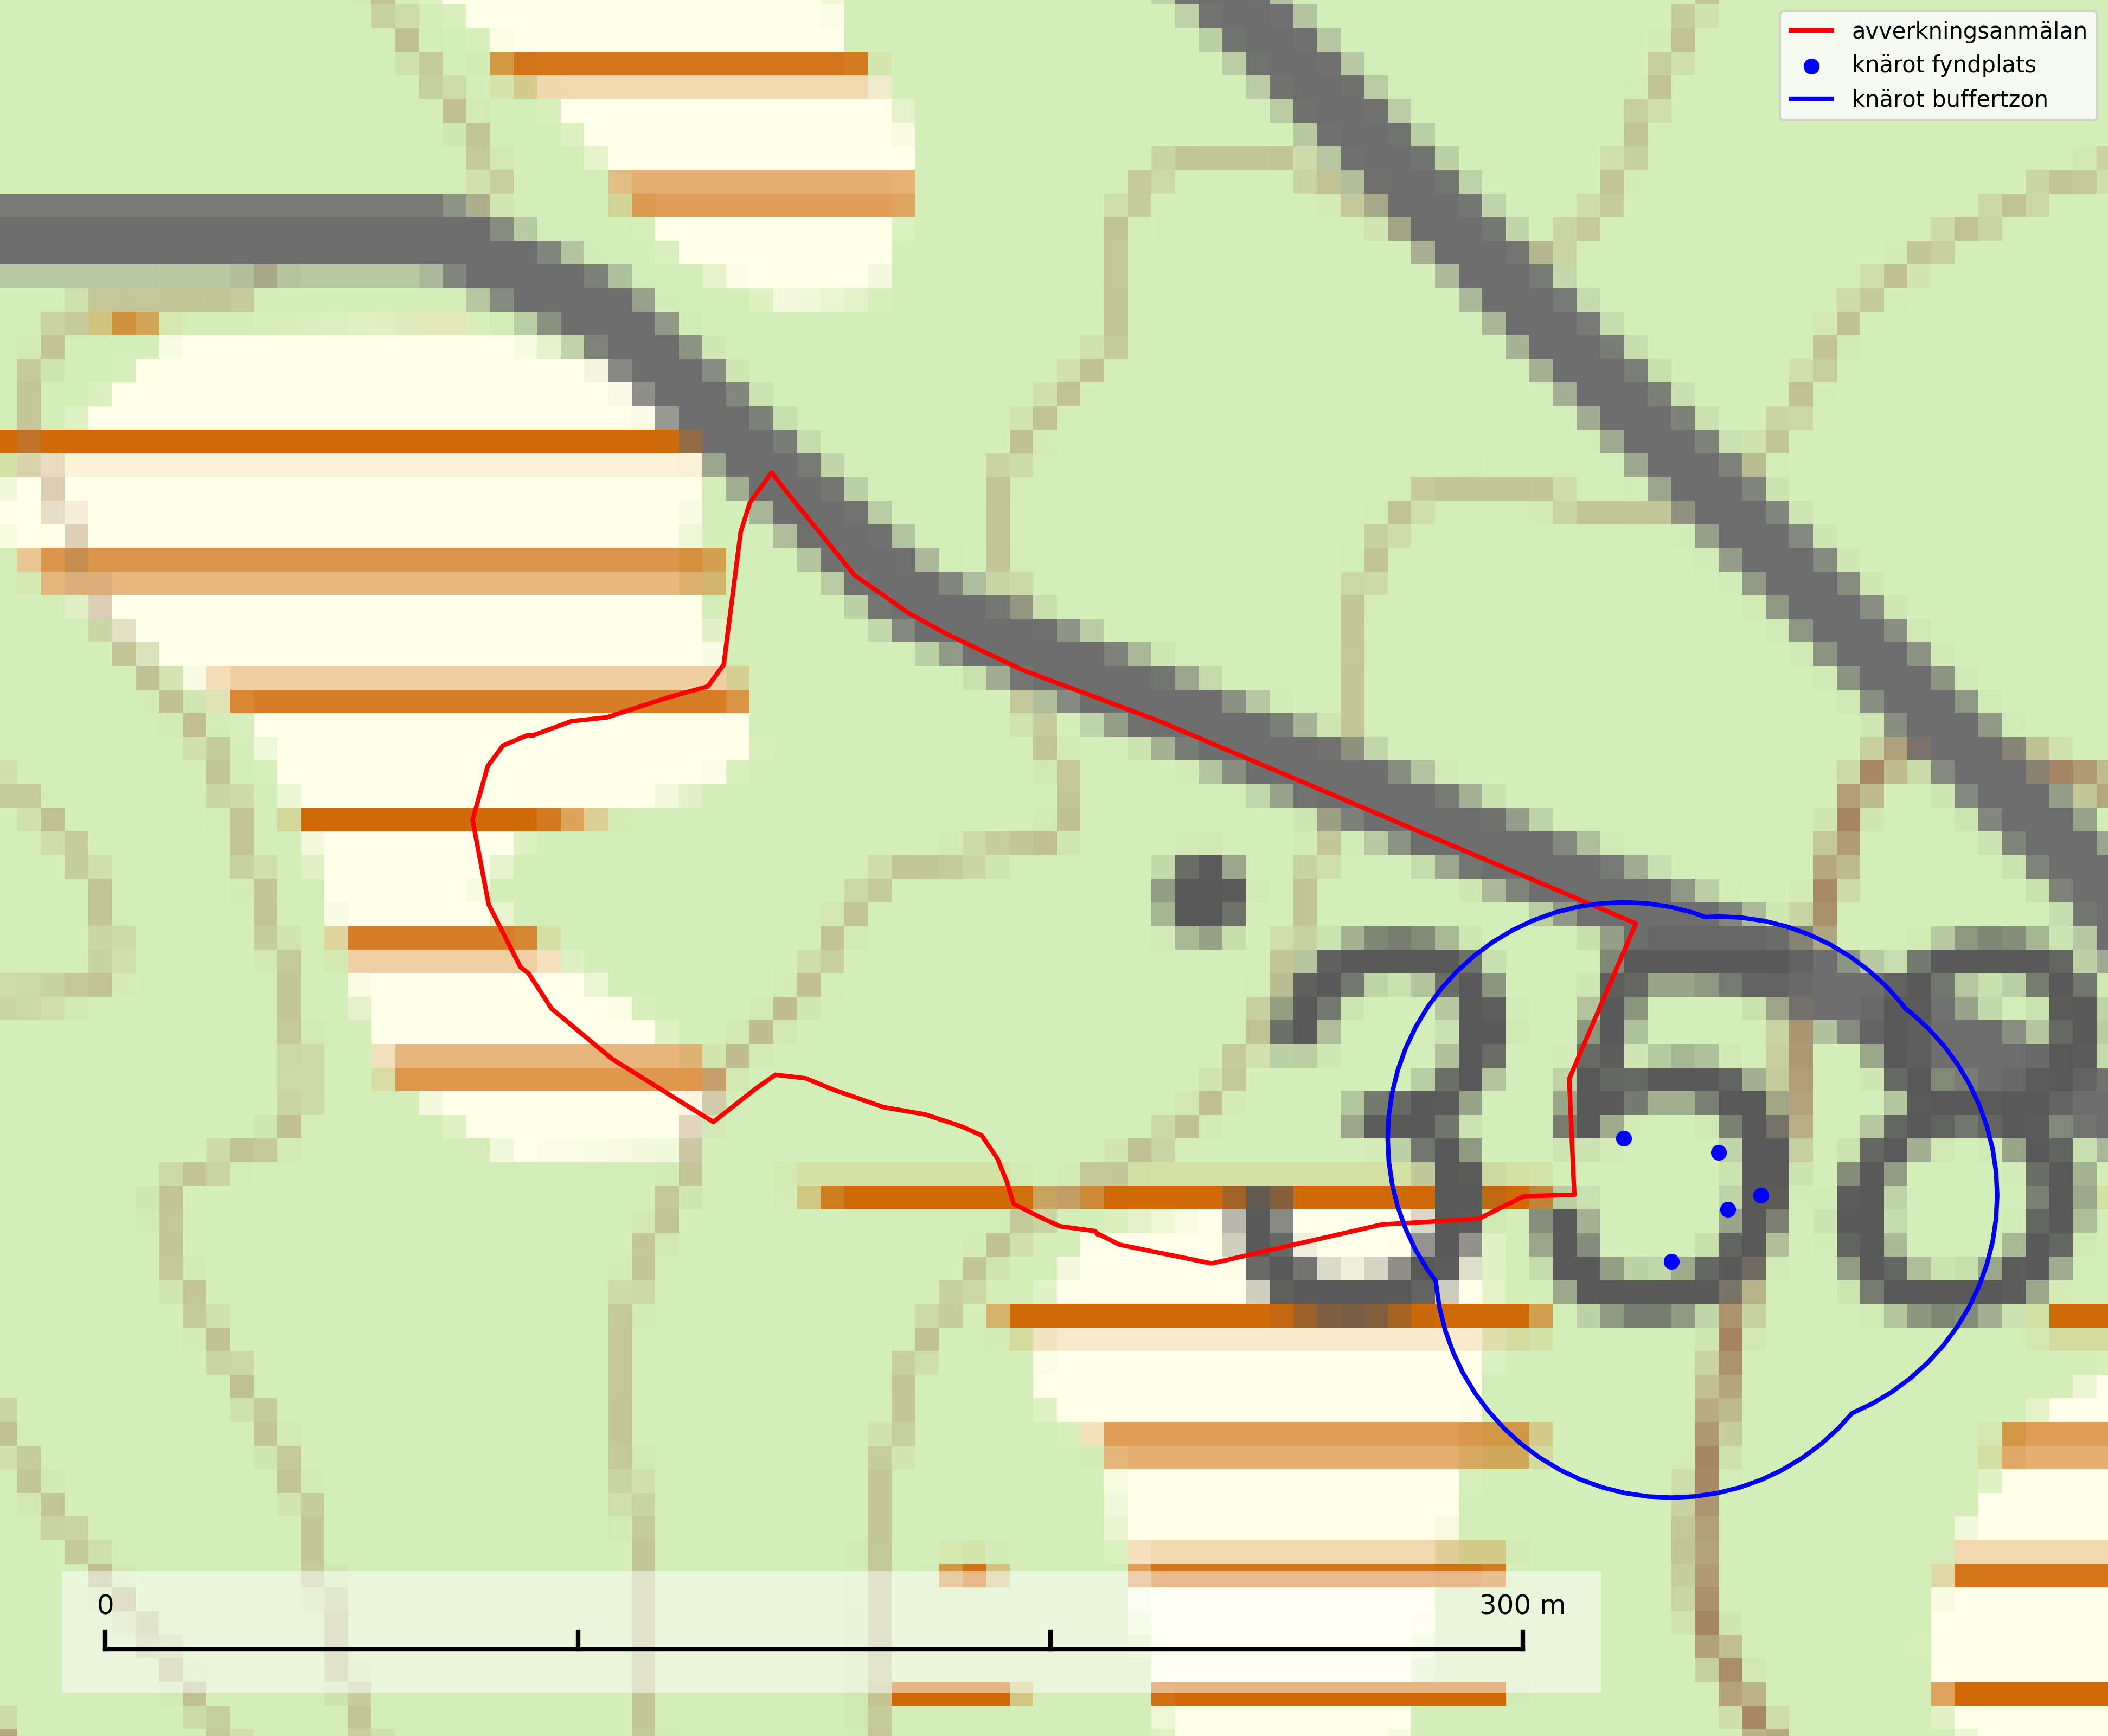 avverkningsanmälan
knärot fyndplats
knärot buffertzon
0 300 m